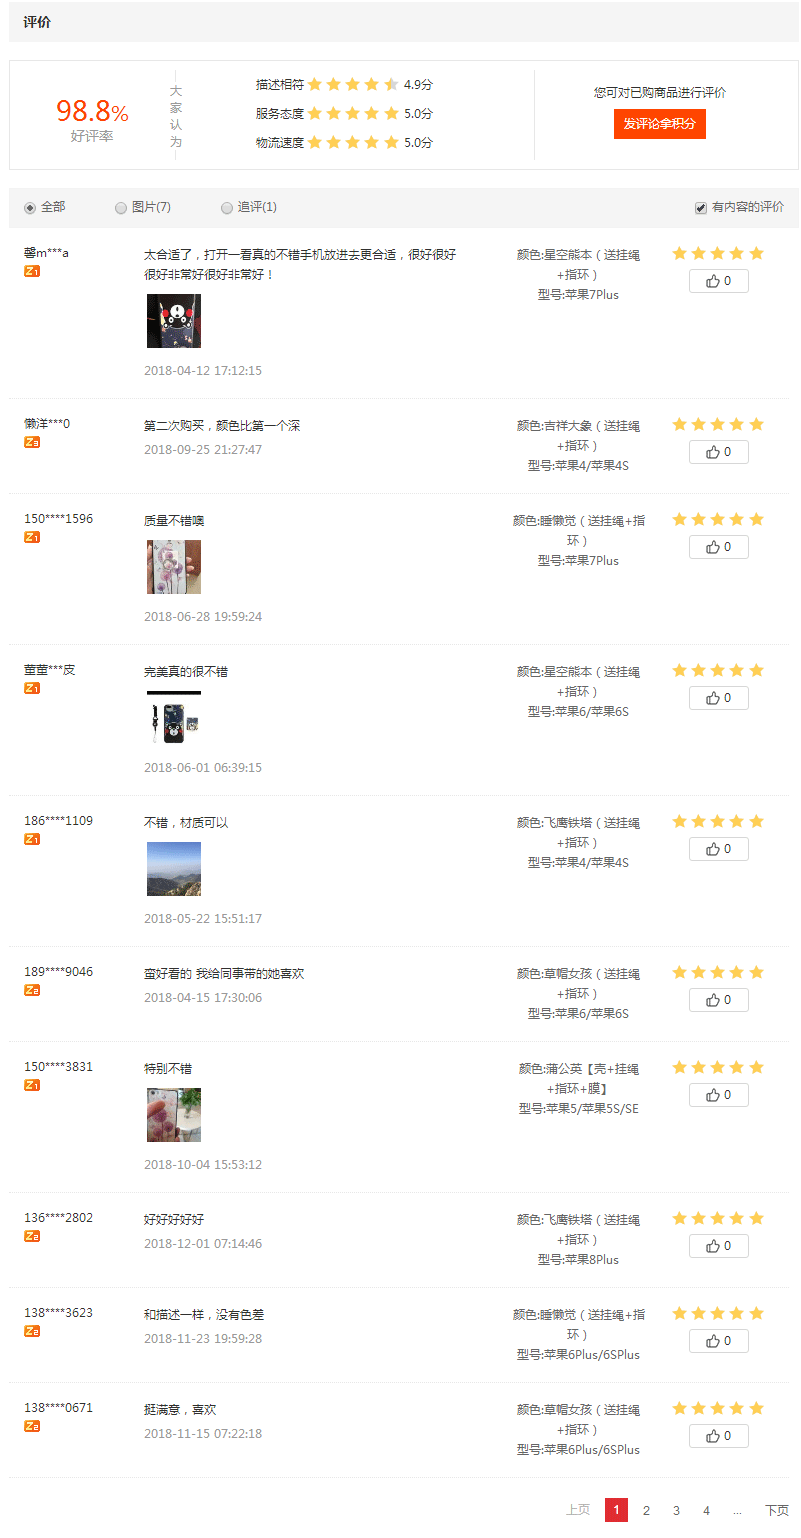 评价
98.8%
好评率
大家认为
描述相符 4.9分
服务态度 5.0分
物流速度 5.0分
您可对已购商品进行评价
发评论拿积分
全部 图片(7) 追评(1) 有内容的评价
馨m***a
Z1
太合适了，打开一看真的不错手机放进去更合适，很好很好
很好非常好很好非常好！
2018-04-12 17:12:15
颜色:星空熊本（送挂绳
+指环）
型号:苹果7Plus
0
懒洋***0
Z3
第二次购买，颜色比第一个深
2018-09-25 21:27:47
颜色:吉祥大象（送挂绳
+指环）
型号:苹果4/苹果4S
0
150****1596
Z1
质量不错噢
2018-06-28 19:59:24
颜色:睡懒觉（送挂绳+指
环）
型号:苹果7Plus
0
董董***皮
Z1
完美真的很不错
2018-06-01 06:39:15
颜色:星空熊本（送挂绳
+指环）
型号:苹果6/苹果6S
0
186****1109
Z1
不错，材质可以
2018-05-22 15:51:17
颜色:飞鹰铁塔（送挂绳
+指环）
型号:苹果4/苹果4S
0
189****9046
Z2
蛮好看的 我给同事带的她喜欢
2018-04-15 17:30:06
颜色:草帽女孩（送挂绳
+指环）
型号:苹果6/苹果6S
0
150****3831
Z1
特别不错
2018-10-04 15:53:12
颜色:蒲公英【壳+挂绳
+指环+膜】
型号:苹果5/苹果5S/SE
0
136****2802
Z2
好好好好好
2018-12-01 07:14:46
颜色:飞鹰铁塔（送挂绳
+指环）
型号:苹果8Plus
0
138****3623
Z2
和描述一样，没有色差
2018-11-23 19:59:28
颜色:睡懒觉（送挂绳+指
环）
型号:苹果6Plus/6SPlus
0
138****0671
Z2
挺满意，喜欢
2018-11-15 07:22:18
颜色:草帽女孩（送挂绳
+指环）
型号:苹果6Plus/6SPlus
0
上页 1 2 3 4 ... 下页